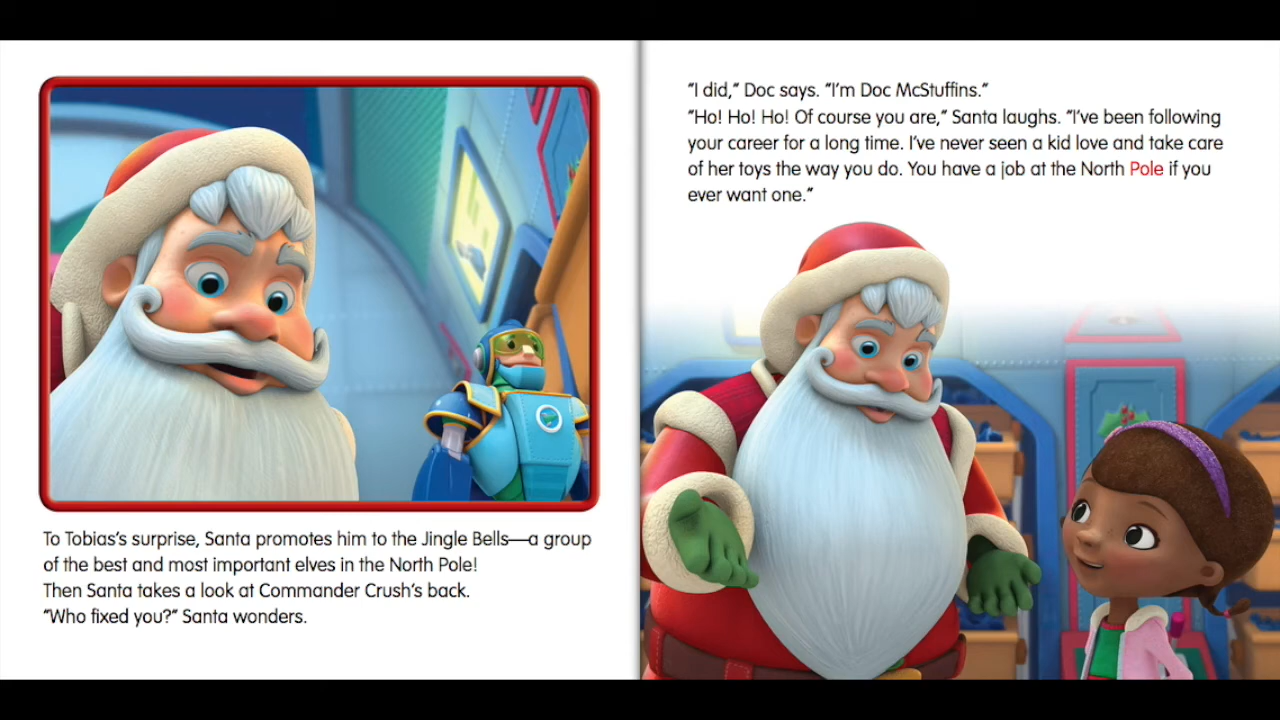 To Tobias’s surprise, Santa promotes him to the Jingle Bells—a group
of the best and most important elves in the North Pole!
Then Santa takes a look at Commander Crush’s back.
“Who fixed you?” Santa wonders.
“I did,” Doc says. “I’m Doc McStuffins.”
“Ho! Ho! Ho! Of course you are,” Santa laughs. “I’ve been following
your career for a long time. I’ve never seen a kid love and take care
of her toys the way you do. You have a job at the North Pole if you
ever want one.”